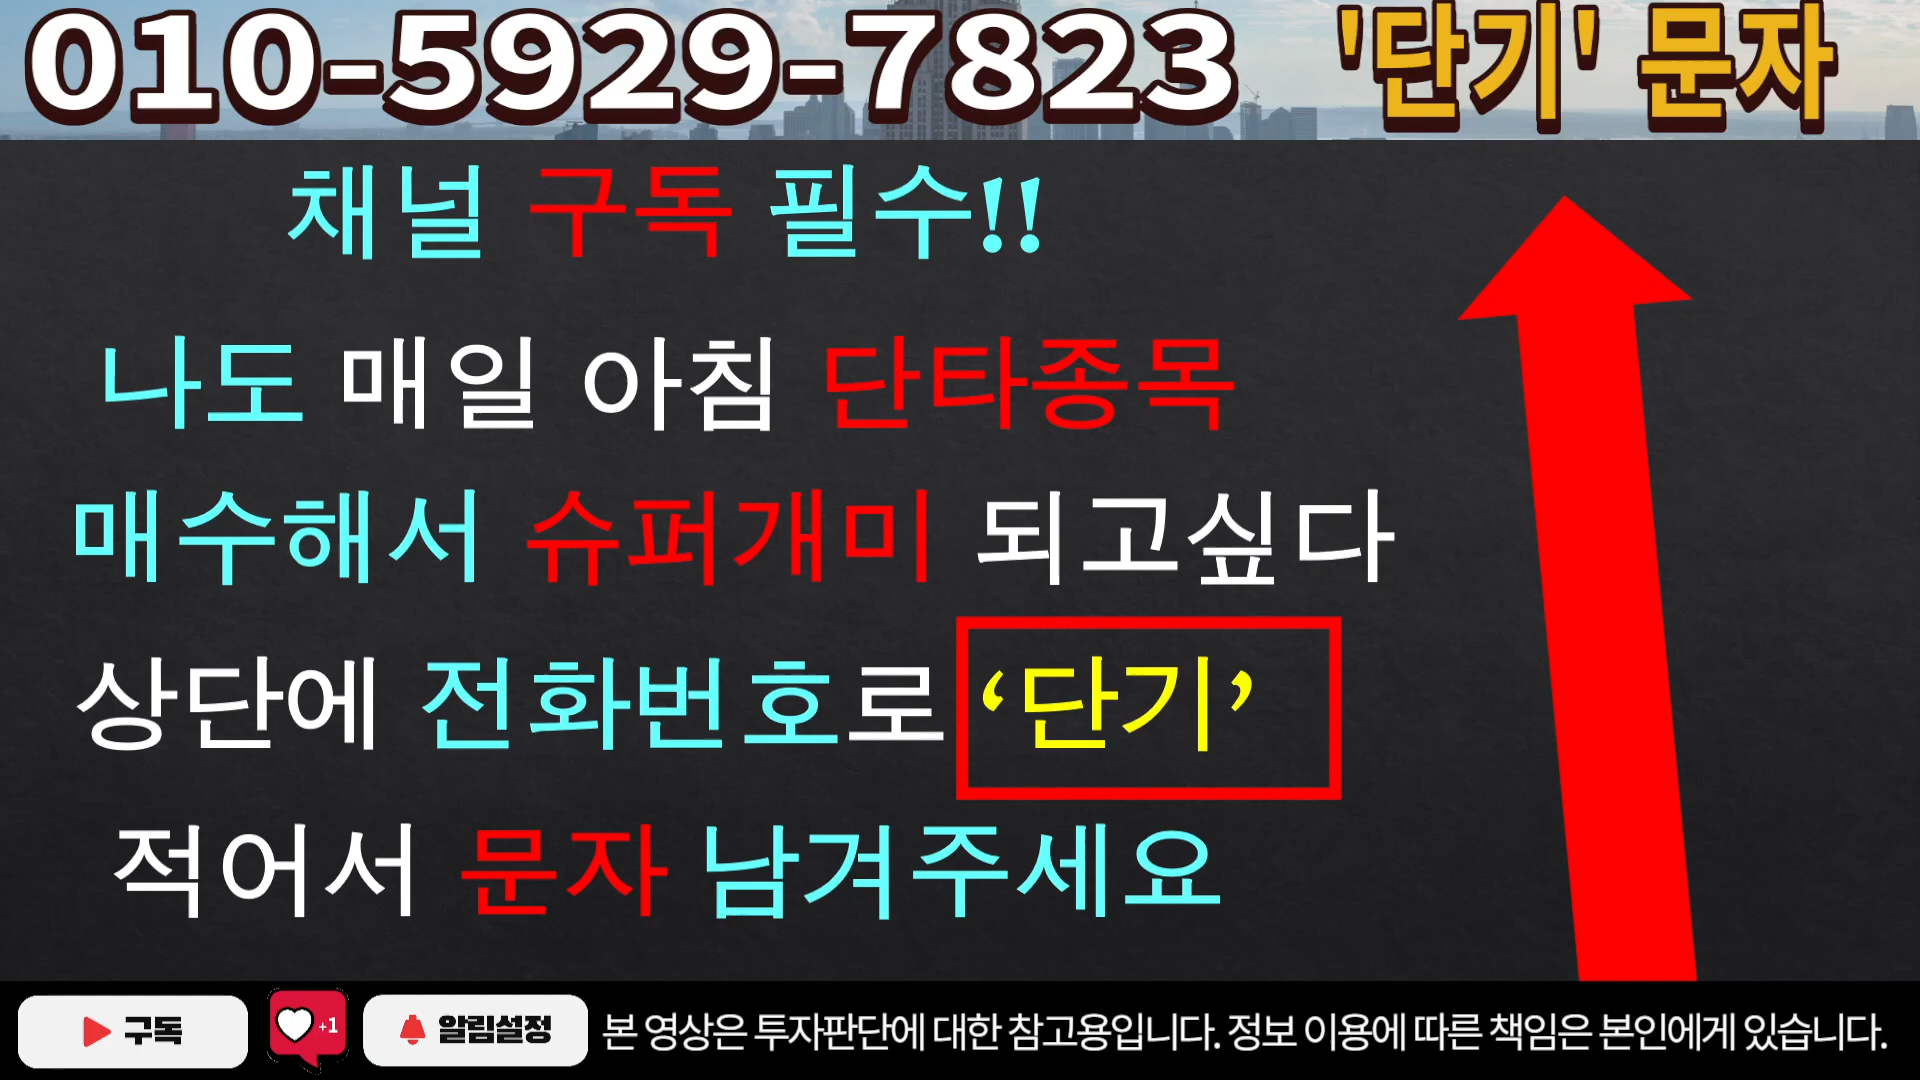 010-5929-7823 '단기' 문자
채널 구독 필수!!
나도 매일 아침 단타종목
매수해서 슈퍼개미 되고싶다
상단에 전화번호로 ‘단기’
적어서 문자 남겨주세요
구독 +1 알림설정 본 영상은 투자판단에 대한 참고용입니다. 정보 이용에 따른 책임은 본인에게 있습니다.